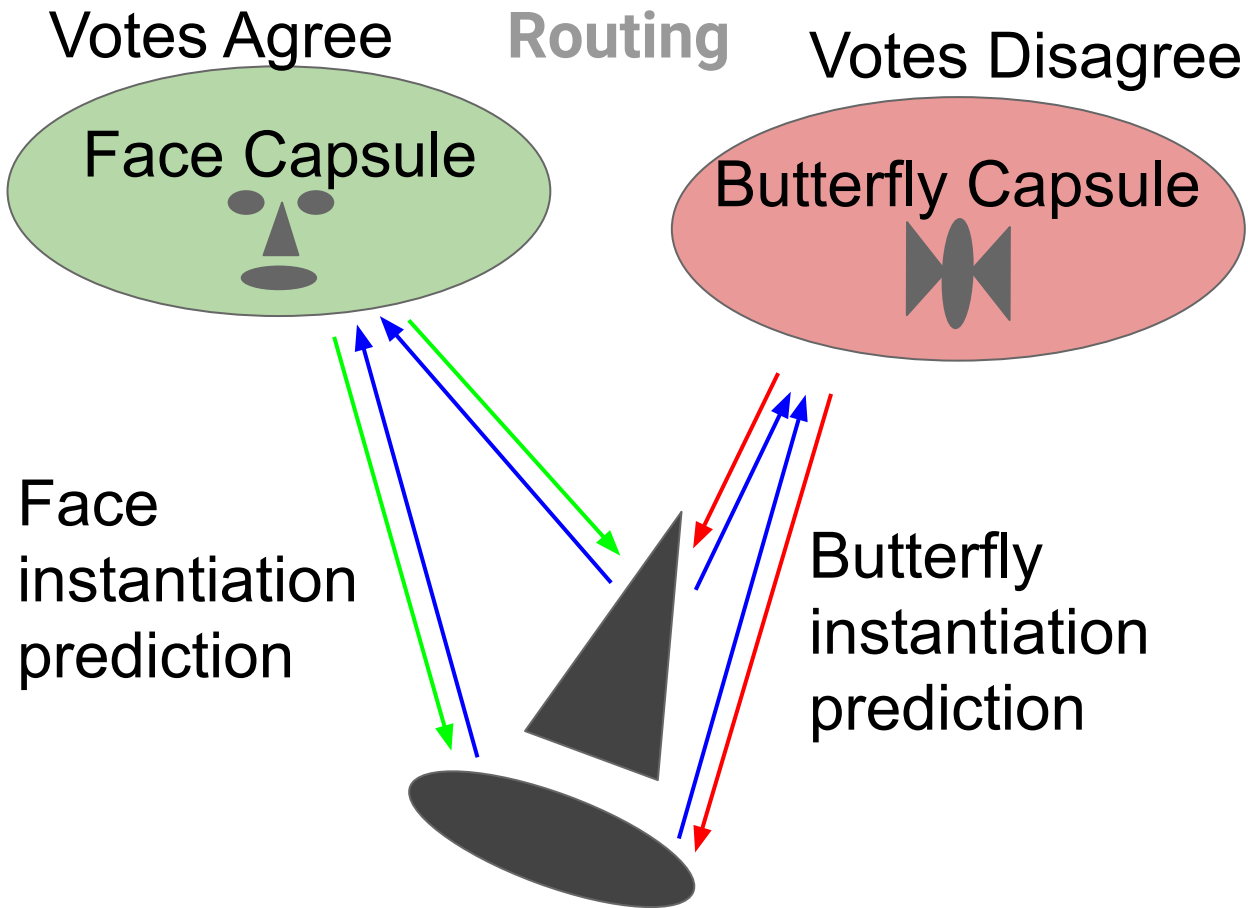 Votes Agree
Routing
Votes Disagree
Face Capsule
Butterfly Capsule
Face
instantiation
prediction
Butterfly
instantiation
prediction